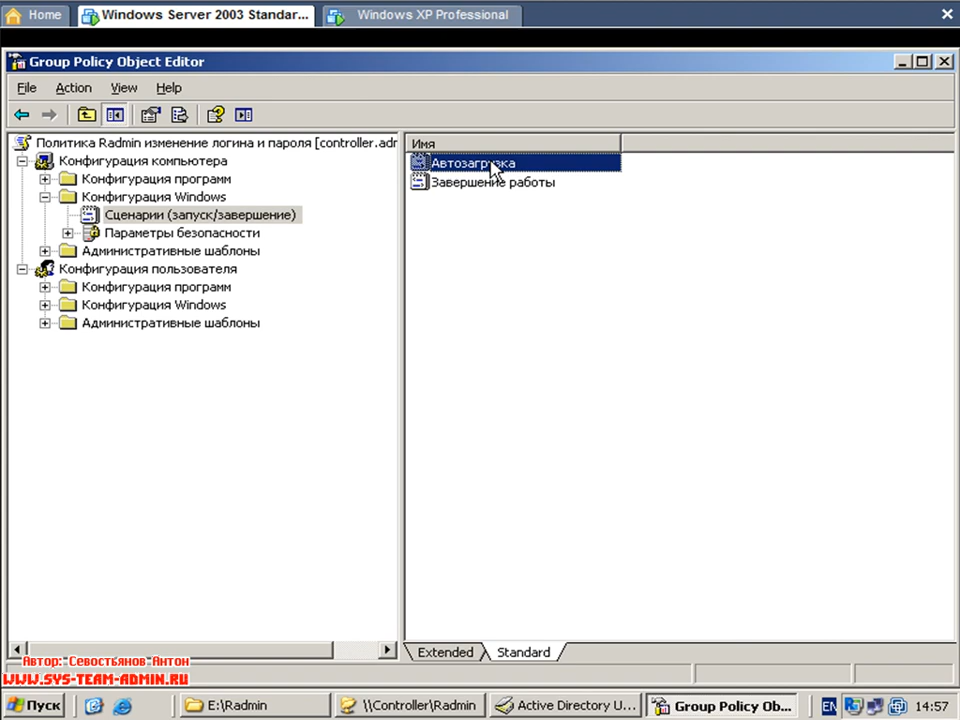 Home
Windows Server 2003 Standar...
Windows XP Professional
Group Policy Object Editor
File Action View Help
Политика Radmin изменение логина и пароля [controller.adr
Конфигурация компьютера
Конфигурация программ
Конфигурация Windows
Сценарии (запуск/завершение)
Параметры безопасности
Административные шаблоны
Конфигурация пользователя
Конфигурация программ
Конфигурация Windows
Административные шаблоны
Имя
Автозагрузка
Завершение работы
Extended
Standard
Автор: Севостьянов Антон
WWW.SYS-TEAM-ADMIN.RU
Пуск
E:\Radmin
\\Controller\Radmin
Active Directory U...
Group Policy Ob...
EN
14:57